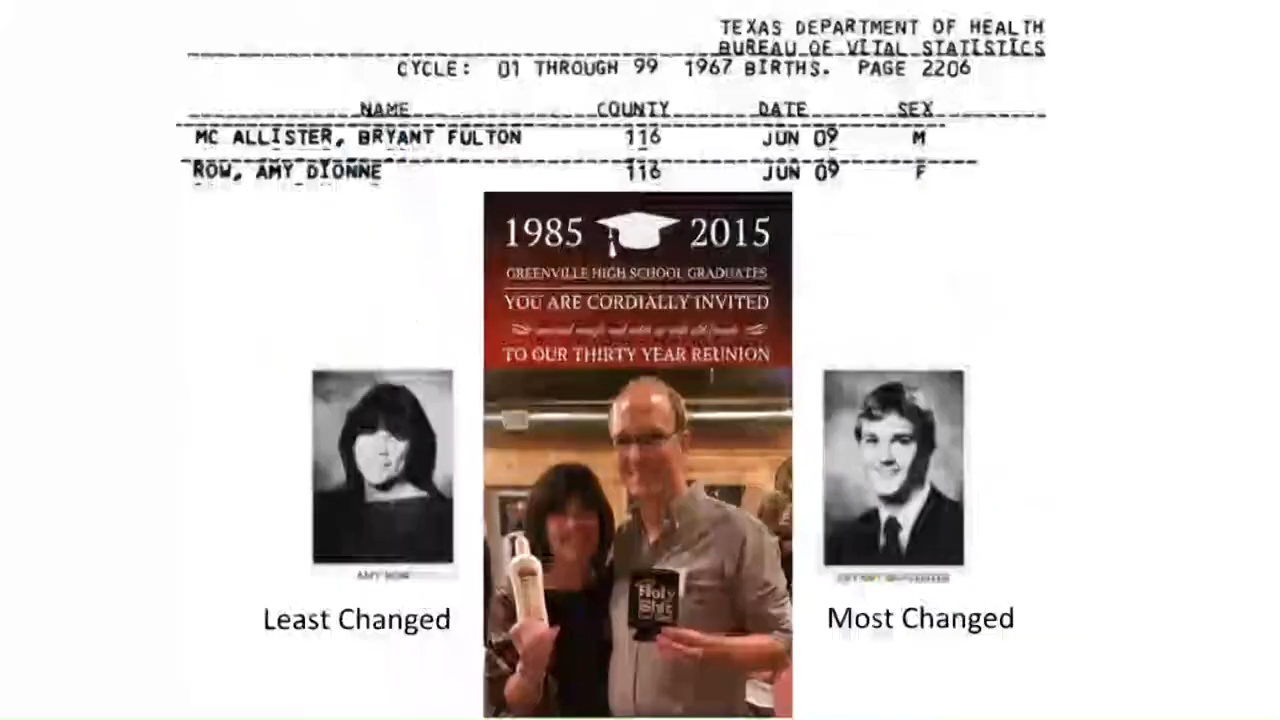 TEXAS DEPARTMENT OF HEALTH
BUREAU OF VITAL STATISTICS
CYCLE: 01 THROUGH 99 1967 BIRTHS. PAGE 2206
NAME COUNTY DATE SEX
MC ALLISTER, BRYANT FULTON 116 JUN 09 M
ROW, AMY DIONNE 116 JUN 09 F
1985 2015
GREENVILLE HIGH SCHOOL GRADUATES
YOU ARE CORDIALLY INVITED
TO OUR THIRTY YEAR REUNION
Holy
AMY ROW
Least Changed
Most Changed